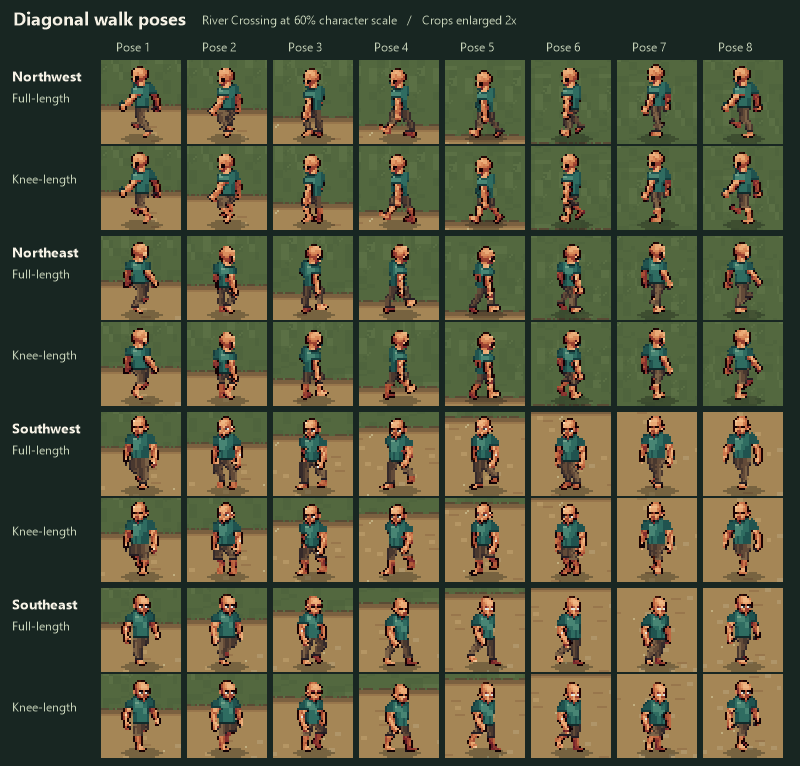 Diagonal walk poses River Crossing at 60% character scale / Crops enlarged 2x
Pose 1 Pose 2 Pose 3 Pose 4 Pose 5 Pose 6 Pose 7 Pose 8
Northwest
Full-length
Knee-length
Northeast
Full-length
Knee-length
Southwest
Full-length
Knee-length
Southeast
Full-length
Knee-length